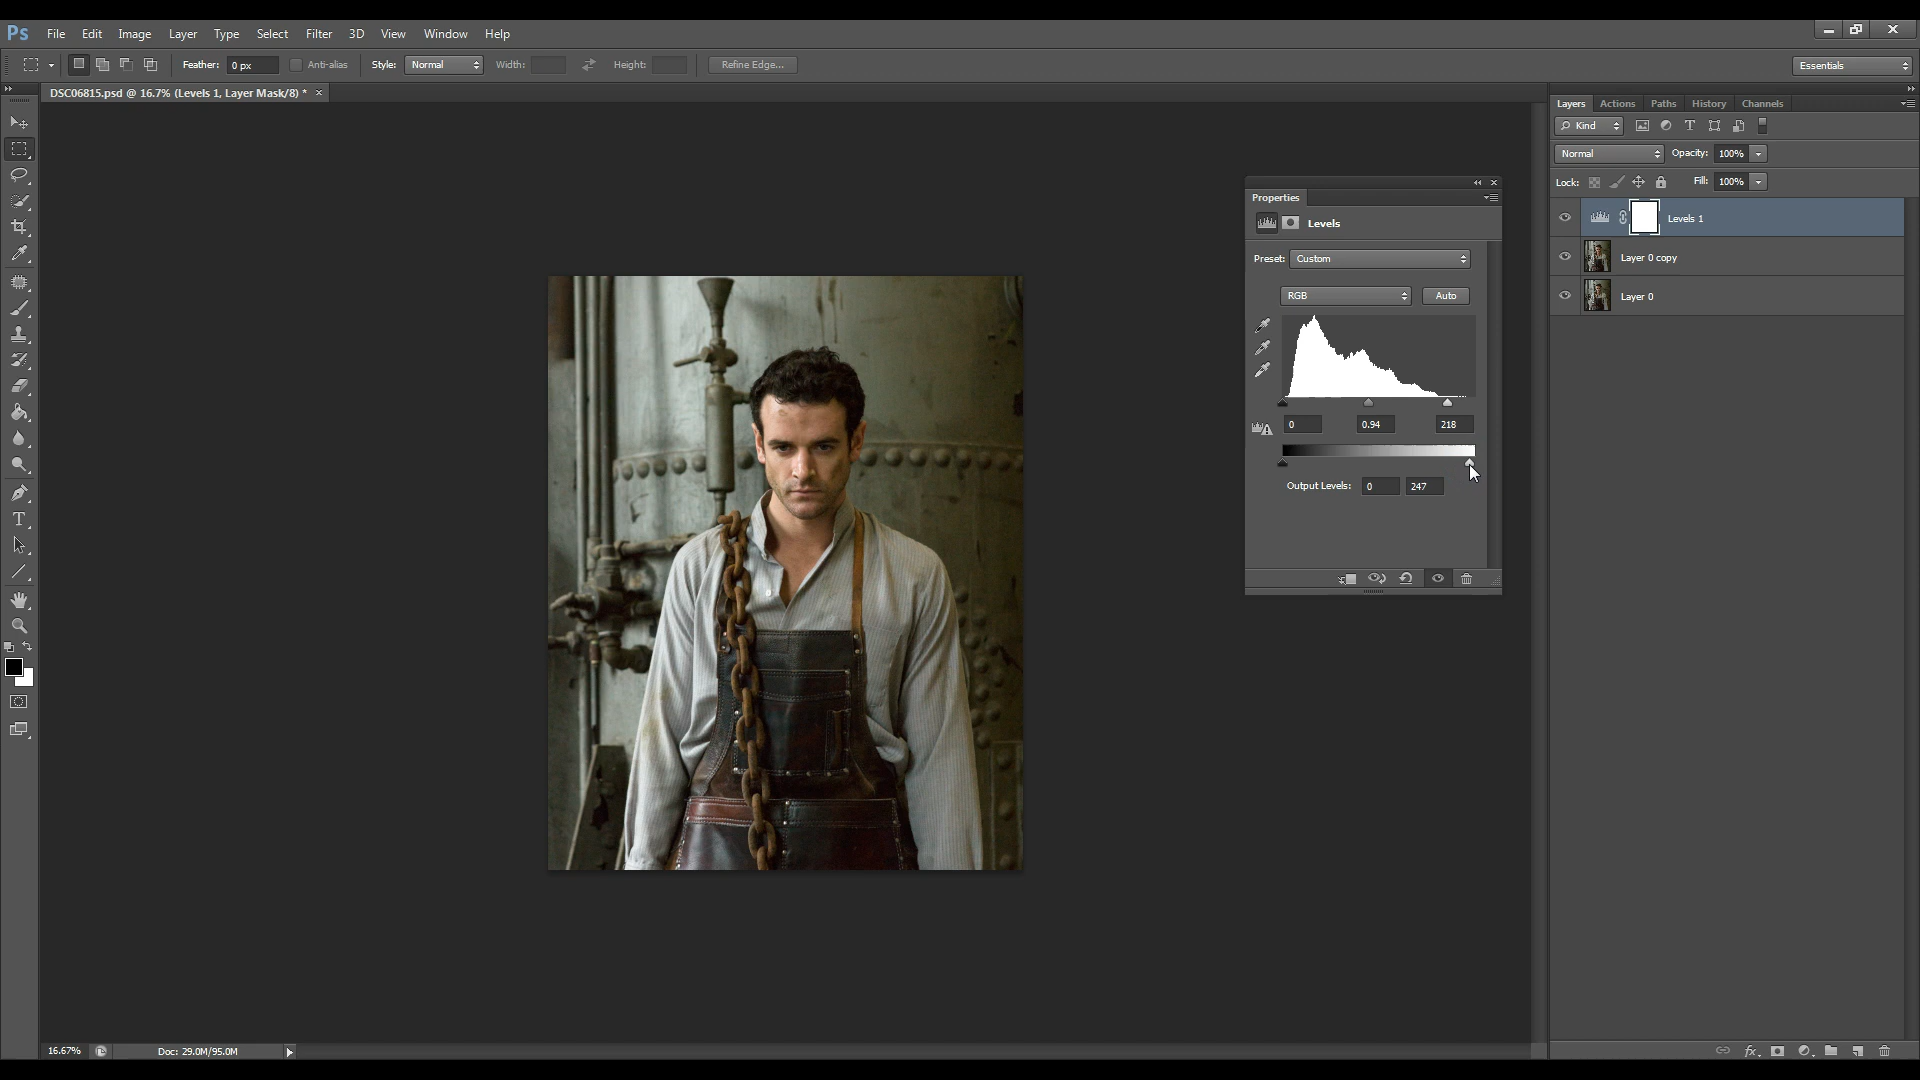 Ps File Edit Image Layer Type Select Filter 3D View Window Help
Feather: 0 px Anti-alias Style: Normal Width: Height: Refine Edge... Essentials
DSC06815.psd @ 16.7% (Levels 1, Layer Mask/8) * ×
Layers Actions Paths History Channels
Kind
Normal Opacity: 100%
Lock: Fill: 100%
Levels 1
Layer 0 copy
Layer 0
Properties
Levels
Preset: Custom
RGB Auto
0 0.94 218
Output Levels: 0 247
16.67% Doc: 29.0M/95.0M